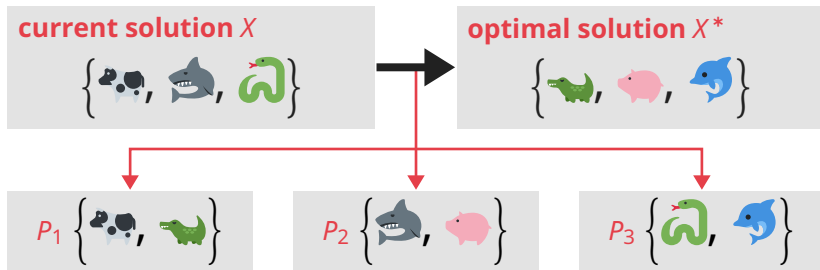 current solution X
{ , , }
optimal solution X*
{ , , }
P₁ { , }
P₂ { , }
P₃ { , }